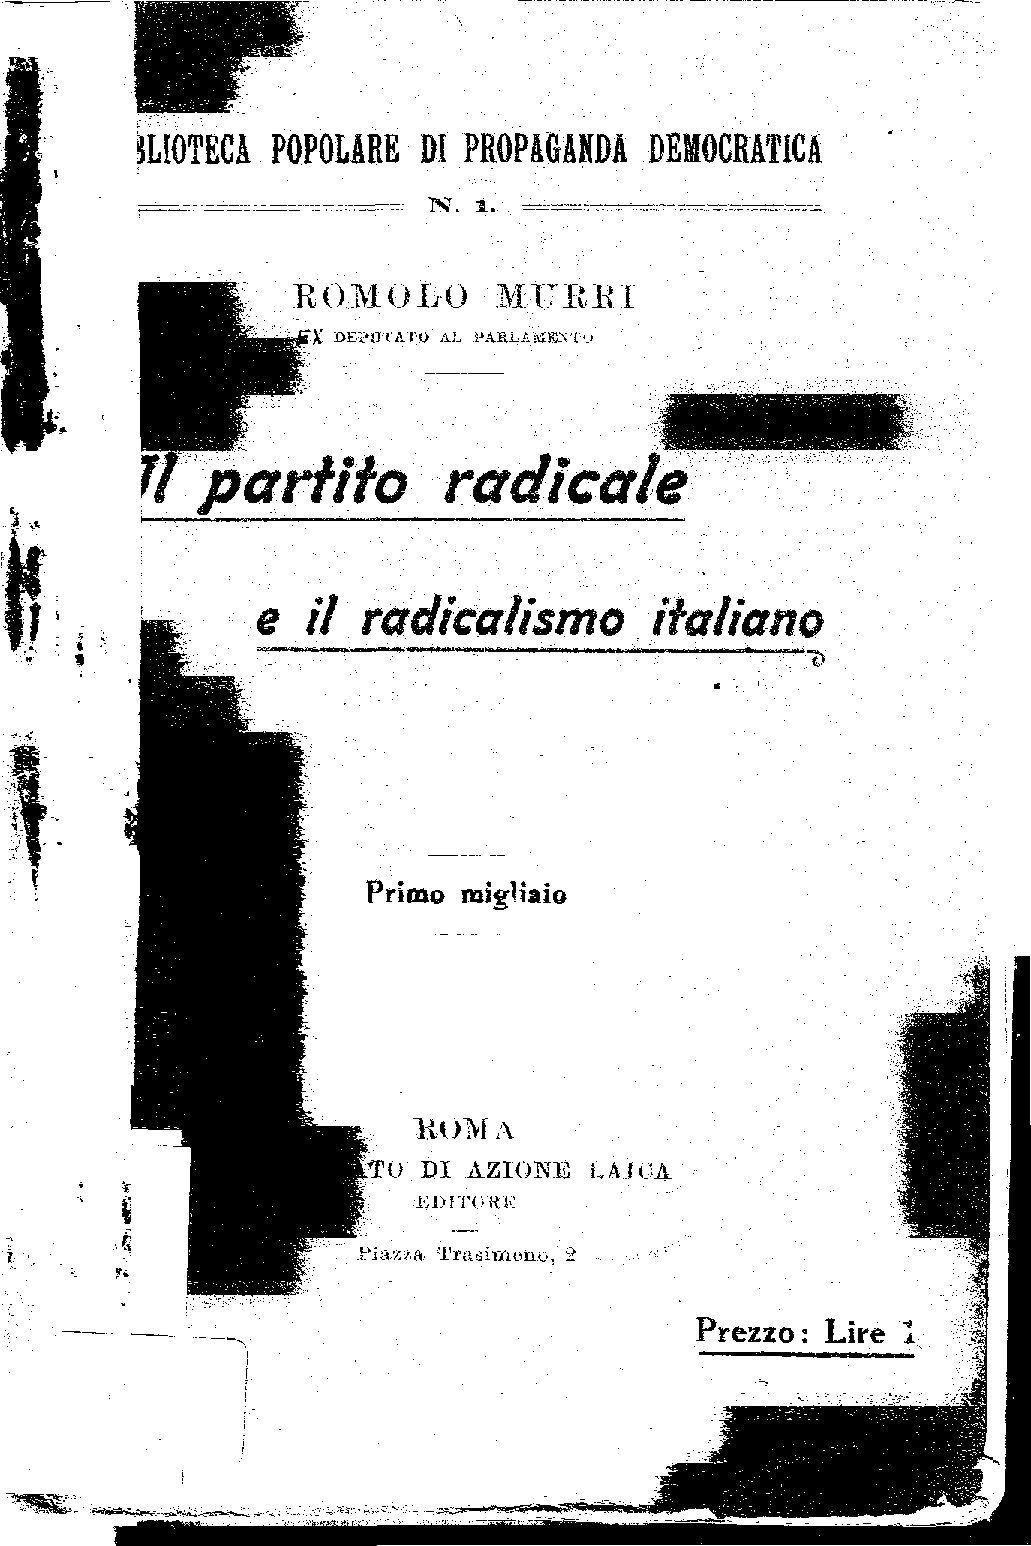 BLIOTECA POPOLARE DI PROPAGANDA DEMOCRATICA
N. 1.
ROMOLO MURRI
EX DEPUTATO AL PARLAMENTO
Il partito radicale
e il radicalismo italiano
Primo migliaio
ROMA
TO DI AZIONE LAICA
EDITORE
Piazza Trasimeno, 2
Prezzo: Lire 1